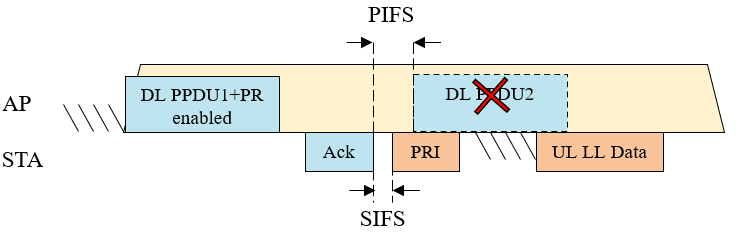 PIFS
AP
DL PPDU1+PR
enabled
DL PPDU2
STA
Ack
PRI
UL LL Data
SIFS